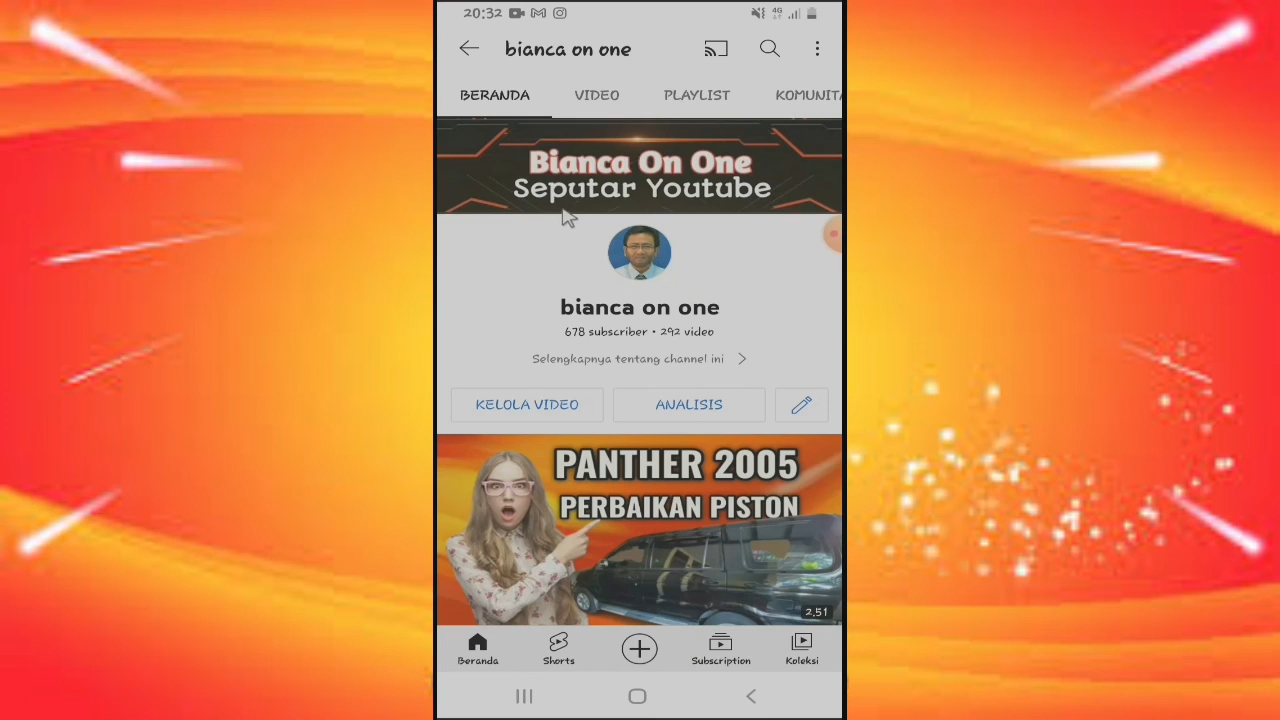 20:32
4G
bianca on one
BERANDA VIDEO PLAYLIST KOMUNITA
Bianca On One
Seputar Youtube
bianca on one
678 subscriber • 292 video
Selengkapnya tentang channel ini
KELOLA VIDEO ANALISIS
PANTHER 2005
PERBAIKAN PISTON
2.51
Beranda Shorts Subscription Koleksi